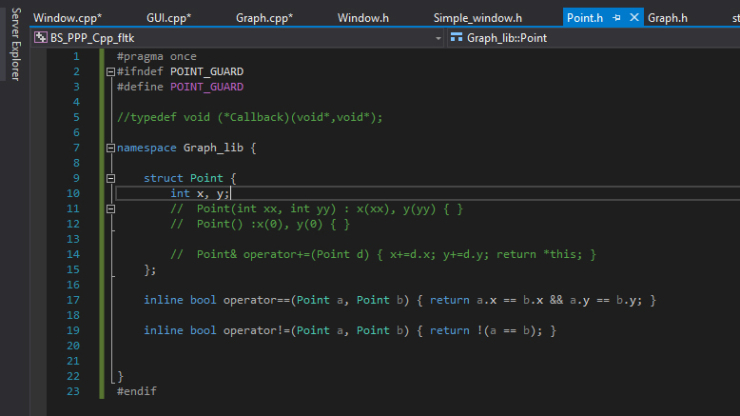 Server Explorer
Window.cpp* GUI.cpp* Graph.cpp* Window.h Simple_window.h Point.h Graph.h st
BS_PPP_Cpp_fltk Graph_lib::Point
1 #pragma once
2 #ifndef POINT_GUARD
3 #define POINT_GUARD
4
5 //typedef void (*Callback)(void*,void*);
6
7 namespace Graph_lib {
8
9 struct Point {
10 int x, y;
11 // Point(int xx, int yy) : x(xx), y(yy) { }
12 // Point() :x(0), y(0) { }
13
14 // Point& operator+=(Point d) { x+=d.x; y+=d.y; return *this; }
15 };
16
17 inline bool operator==(Point a, Point b) { return a.x == b.x && a.y == b.y; }
18
19 inline bool operator!=(Point a, Point b) { return !(a == b); }
20
21
22 }
23 #endif